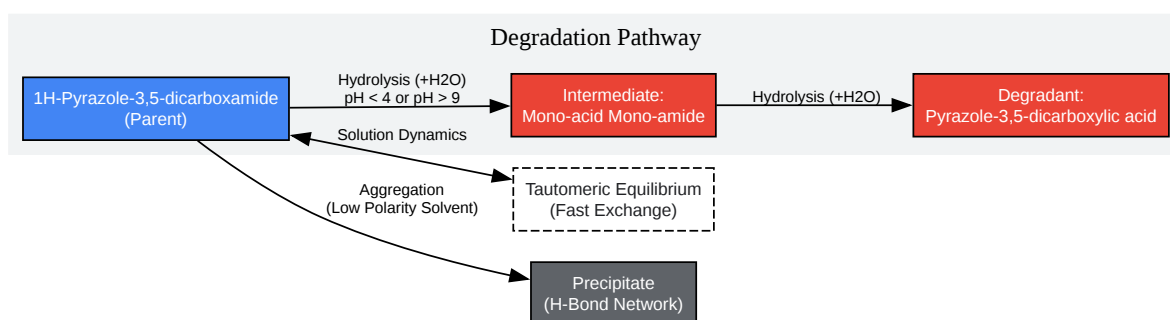 Degradation Pathway
1H-Pyrazole-3,5-dicarboxamide
(Parent)
Hydrolysis (+H2O)
pH < 4 or pH > 9
Intermediate:
Mono-acid Mono-amide
Hydrolysis (+H2O)
Degradant:
Pyrazole-3,5-dicarboxylic acid
Solution Dynamics
Tautomeric Equilibrium
(Fast Exchange)
Aggregation
(Low Polarity Solvent)
Precipitate
(H-Bond Network)